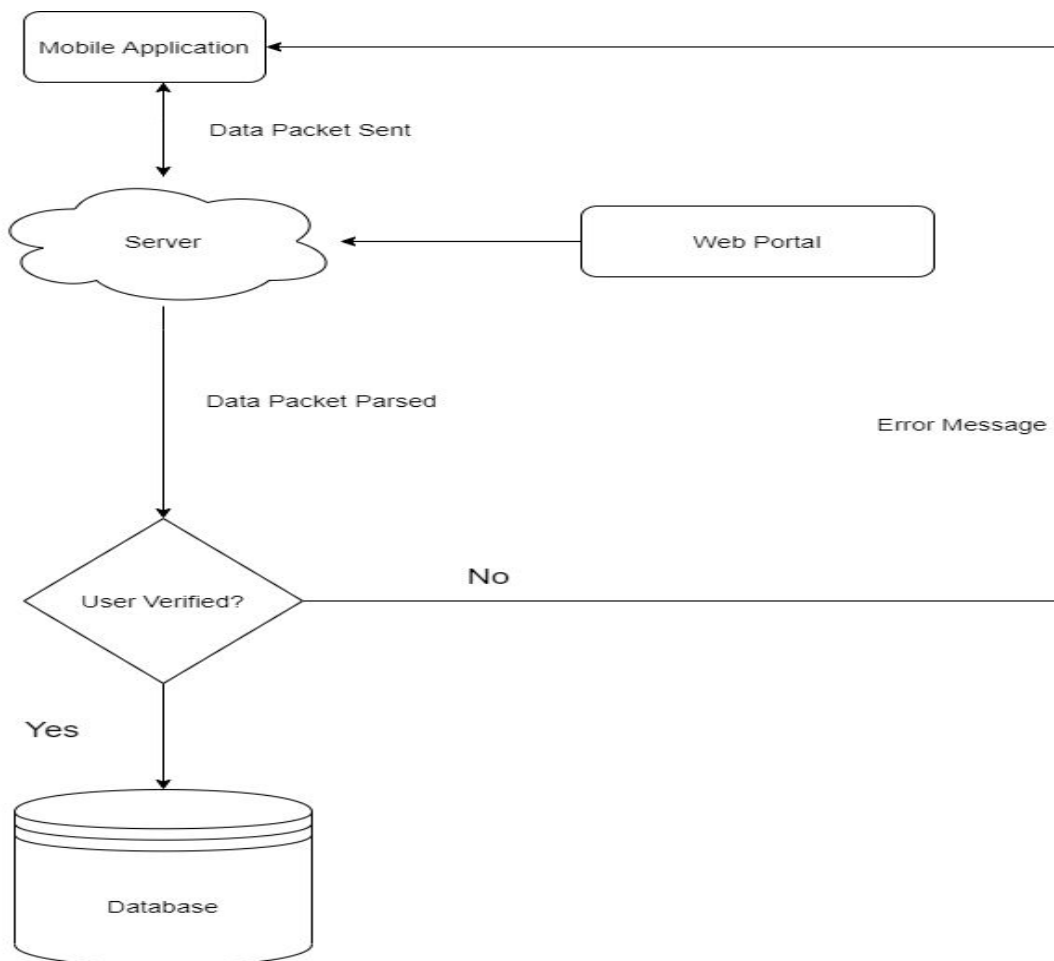 Mobile Application
Data Packet Sent
Server
Web Portal
Data Packet Parsed
Error Message
No
User Verified?
Yes
Database